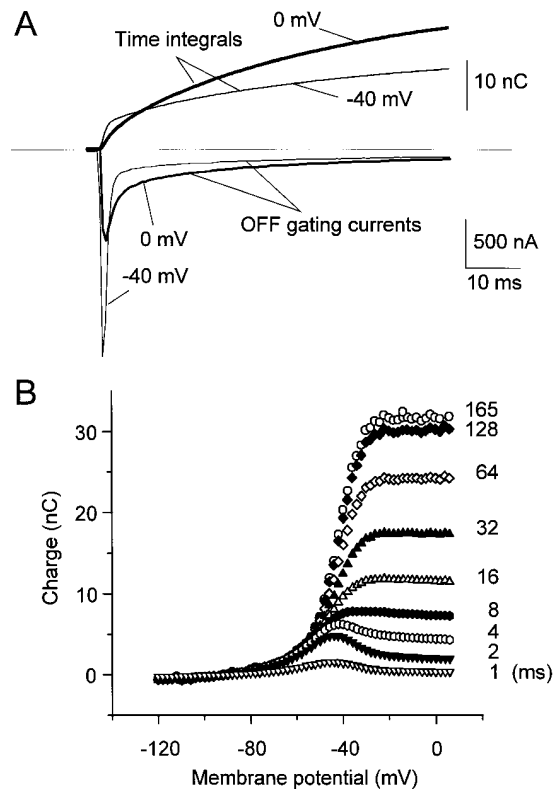 A
Time integrals
0 mV
-40 mV
10 nC
OFF gating currents
0 mV
-40 mV
500 nA
10 ms
B
Charge (nC)
30
20
10
0
-120
-80
-40
0
Membrane potential (mV)
165
128
64
32
16
8
4
2
1 (ms)